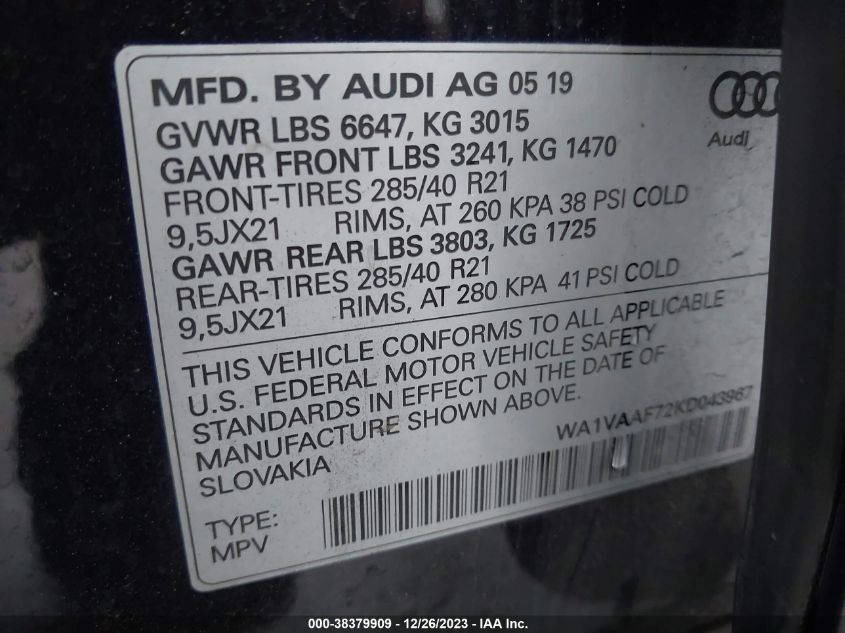 MFD. BY AUDI AG 05 19
Audi
GVWR LBS 6647, KG 3015
GAWR FRONT LBS 3241, KG 1470
FRONT-TIRES 285/40 R21
9,5JX21 RIMS, AT 260 KPA 38 PSI COLD
GAWR REAR LBS 3803, KG 1725
REAR-TIRES 285/40 R21
9,5JX21 RIMS, AT 280 KPA 41 PSI COLD
THIS VEHICLE CONFORMS TO ALL APPLICABLE
U.S. FEDERAL MOTOR VEHICLE SAFETY
STANDARDS IN EFFECT ON THE DATE OF
MANUFACTURE SHOWN ABOVE.
SLOVAKIA
WA1VAAF72KD043967
TYPE:
MPV
000-38379909 - 12/26/2023 - IAA Inc.